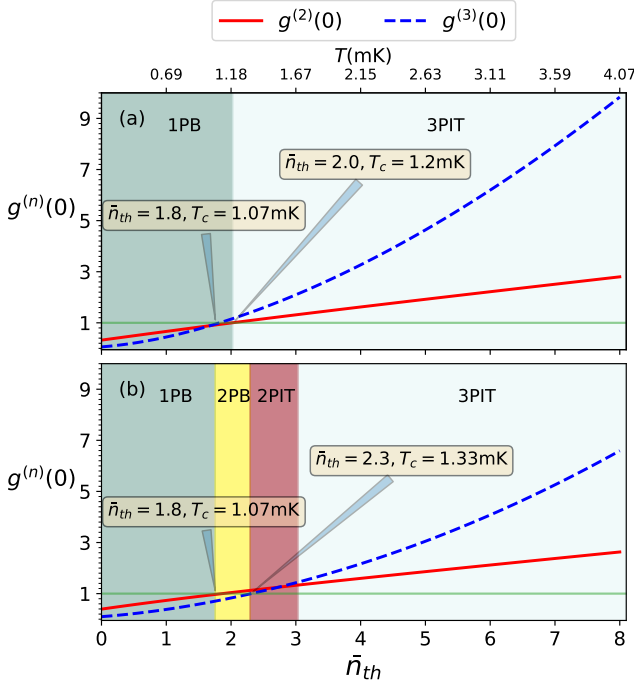 g^(2)(0) g^(3)(0)
T(mK)
0.69 1.18 1.67 2.15 2.63 3.11 3.59 4.07
(a) 1PB 3PIT
9
7
n̄_th = 2.0, T_c = 1.2mK
n̄_th = 1.8, T_c = 1.07mK
g^(n)(0)
5
3
1
(b) 1PB 2PB 2PIT 3PIT
9
7
n̄_th = 2.3, T_c = 1.33mK
g^(n)(0)
n̄_th = 1.8, T_c = 1.07mK
5
3
1
0 1 2 3 4 5 6 7 8
n̄_th